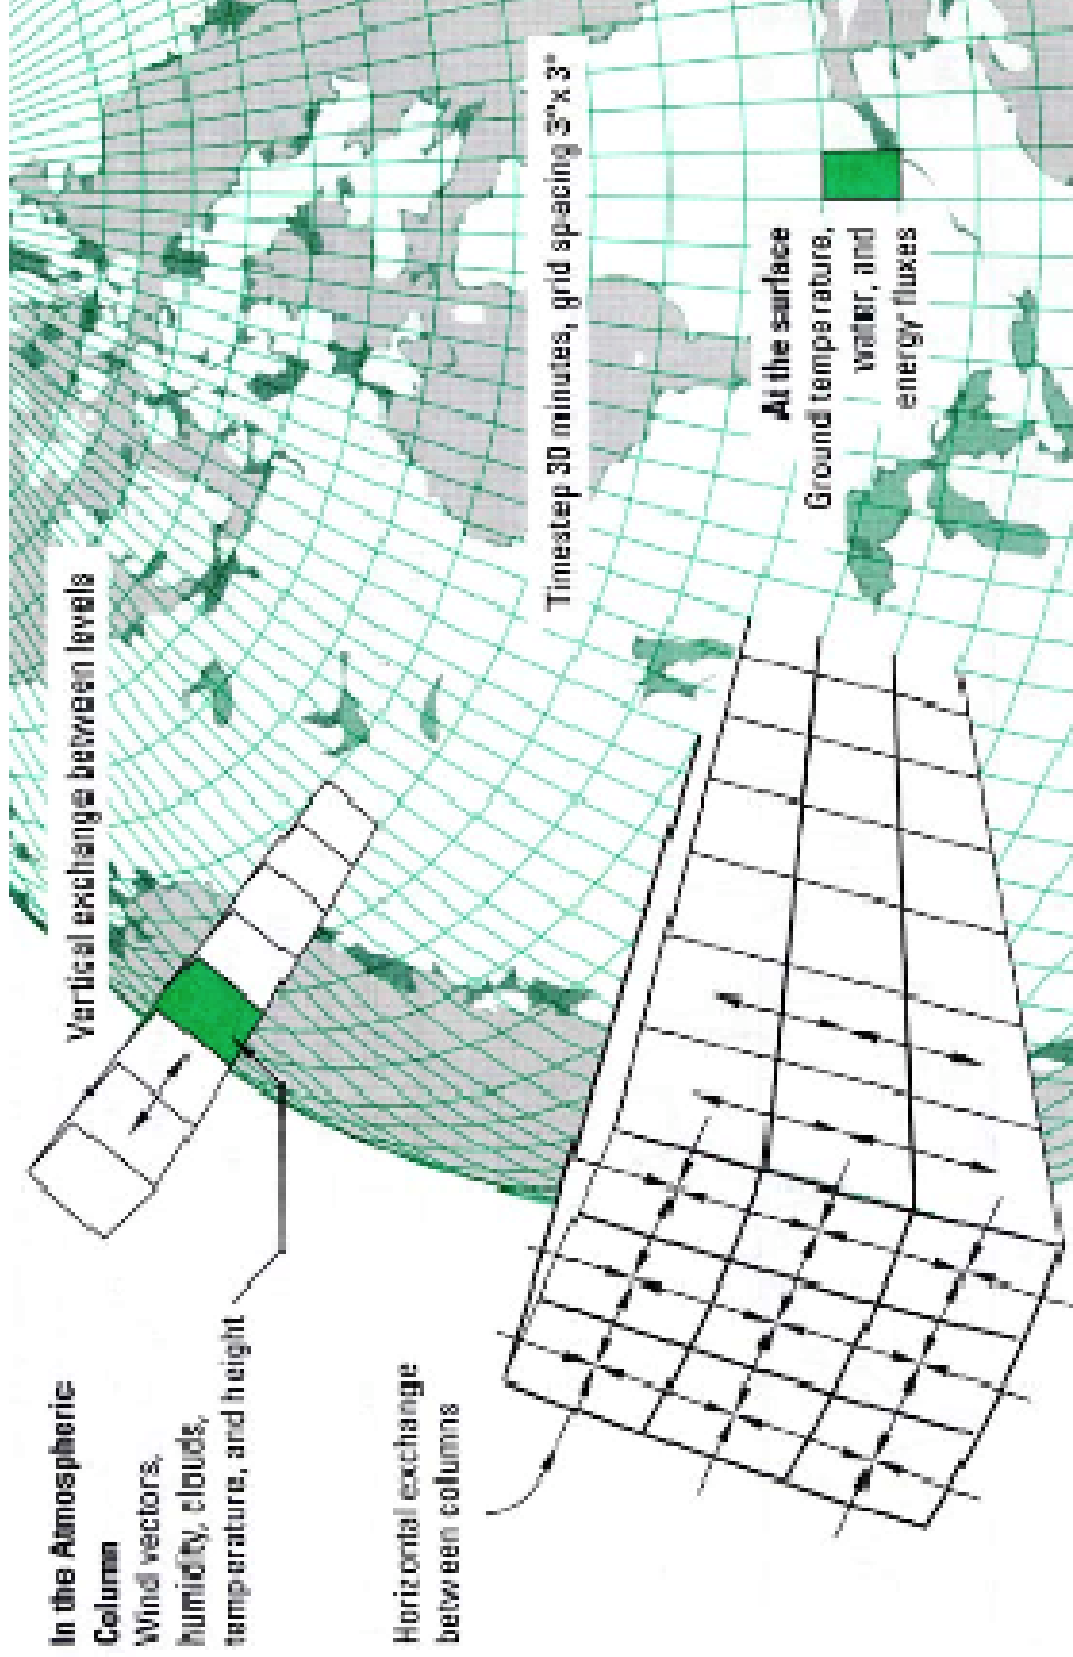 In the Atmospheric
Column
Wind vectors,
humidity, clouds,
temperature, and height
Horizontal exchange
between columns
Vertical exchange between levels
Timestep 30 minutes, grid spacing 3°x 3°
At the surface
Ground temperature,
water, and
energy fluxes